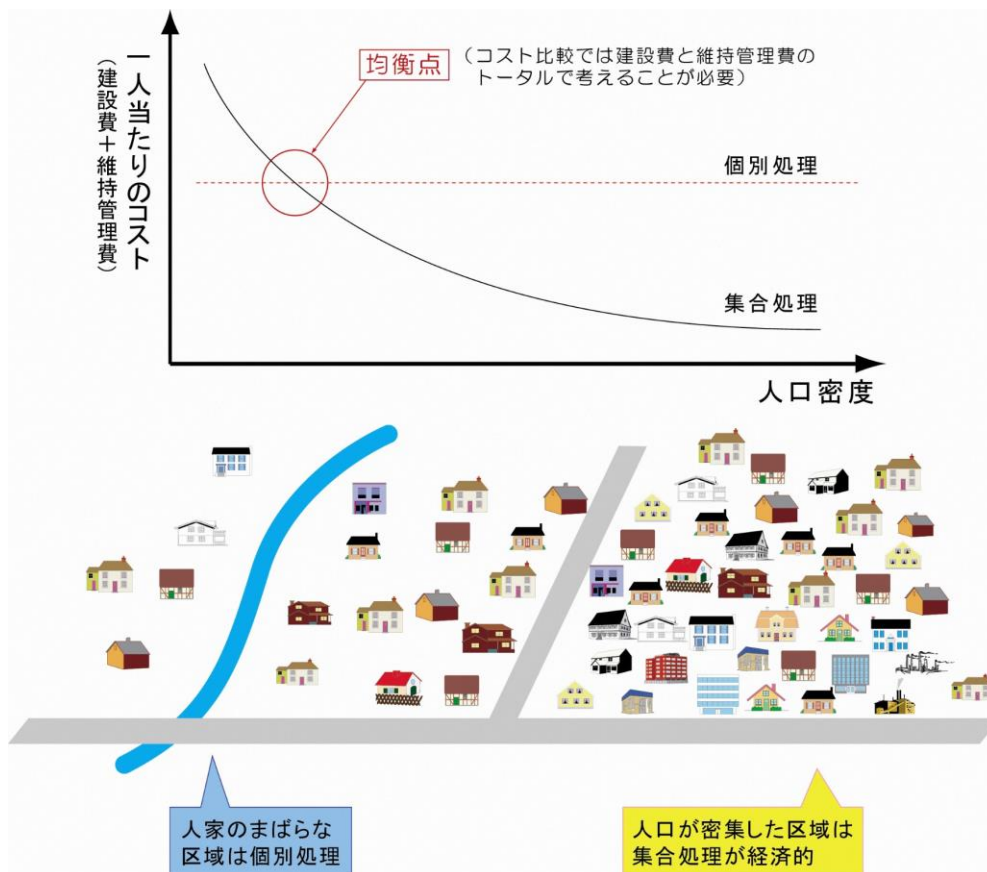 均衡点
（コスト比較では建設費と維持管理費の
トータルで考えることが必要）
一人当たりのコスト
（建設費＋維持管理費）
個別処理
集合処理
人口密度
人家のまばらな
区域は個別処理
人口が密集した区域は
集合処理が経済的